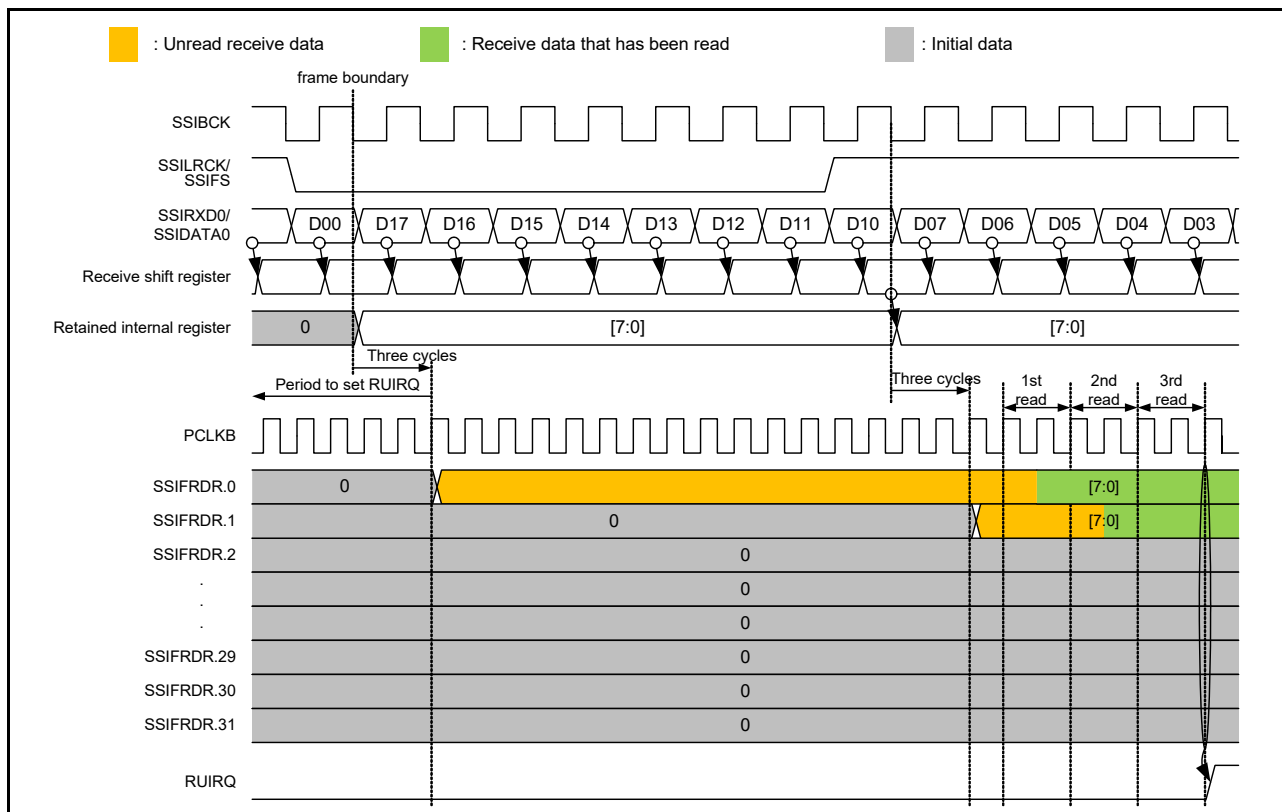 : Unread receive data : Receive data that has been read : Initial data
frame boundary
SSIBCK
SSILRCK/
SSIFS
SSIRXD0/
SSIDATA0
D00 D17 D16 D15 D14 D13 D12 D11 D10 D07 D06 D05 D04 D03
Receive shift register
Retained internal register 0 [7:0] [7:0]
Three cycles Three cycles 1st read 2nd read 3rd read
Period to set RUIRQ
PCLKB
SSIFRDR.0 0 [7:0]
SSIFRDR.1 0 [7:0]
SSIFRDR.2 0
. 0
.
. 0
SSIFRDR.29 0
SSIFRDR.30 0
SSIFRDR.31 0
RUIRQ